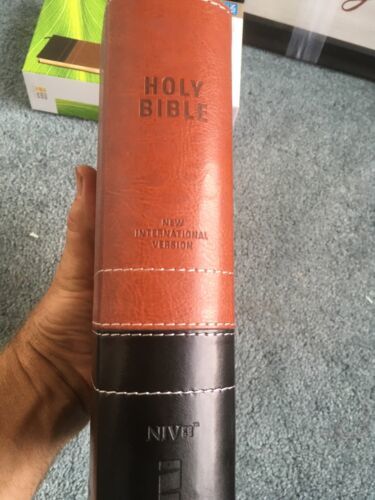 HOLY
BIBLE
NEW
INTERNATIONAL
VERSION
NIV